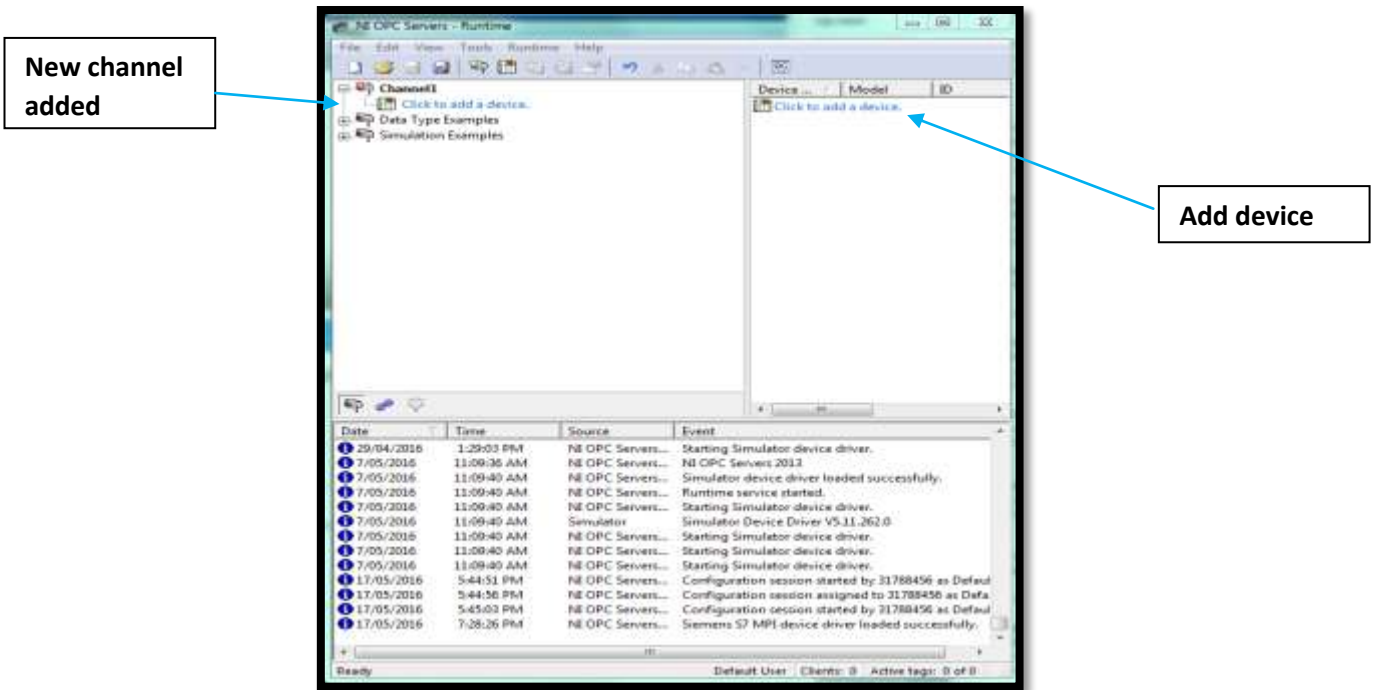 New channel
added
NI OPC Servers - Runtime
File Edit View Tools Runtime Help
Channel1
Click to add a device.
Data Type Examples
Simulation Examples
Device ... Model ID
Click to add a device.
Add device
Date Time Source Event
29/04/2016 1:29:03 PM NI OPC Servers... Starting Simulator device driver.
7/05/2016 11:09:36 AM NI OPC Servers... NI OPC Servers 2013
7/05/2016 11:09:40 AM NI OPC Servers... Simulator device driver loaded successfully.
7/05/2016 11:09:40 AM NI OPC Servers... Runtime service started.
7/05/2016 11:09:40 AM NI OPC Servers... Starting Simulator device driver.
7/05/2016 11:09:40 AM Simulator Simulator Device Driver V5.11.262.0
7/05/2016 11:09:40 AM NI OPC Servers... Starting Simulator device driver.
7/05/2016 11:09:40 AM NI OPC Servers... Starting Simulator device driver.
7/05/2016 11:09:40 AM NI OPC Servers... Starting Simulator device driver.
17/05/2016 5:44:51 PM NI OPC Servers... Configuration session started by 31788456 as Defaul
17/05/2016 5:44:56 PM NI OPC Servers... Configuration session assigned to 31788456 as Defa
17/05/2016 5:45:03 PM NI OPC Servers... Configuration session started by 31788456 as Defaul
17/05/2016 7:28:26 PM NI OPC Servers... Siemens S7 MPI device driver loaded successfully.
Ready Default User Clients: 0 Active tags: 0 of 0